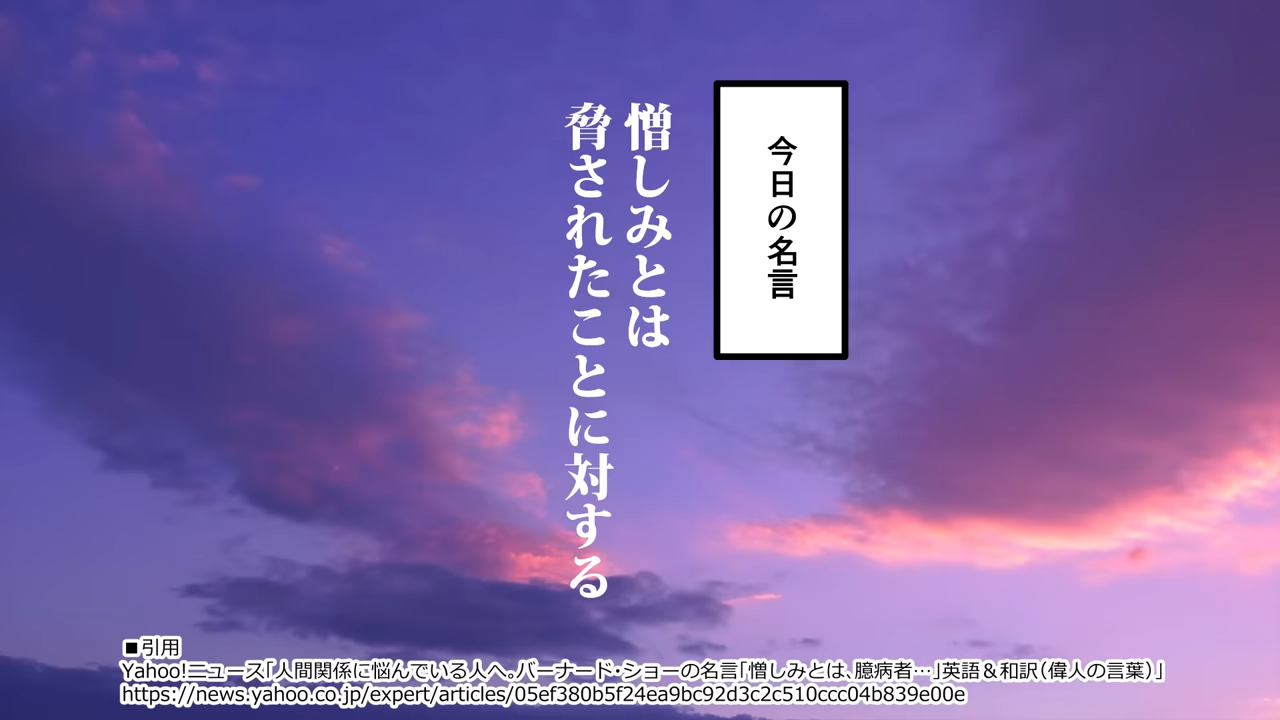 今日の名言
憎しみとは
脅されたことに対する
■引用
Yahoo!ニュース「人間関係に悩んでいる人へ。バーナード・ショーの名言「憎しみとは、臆病者…」英語＆和訳（偉人の言葉）」
https://news.yahoo.co.jp/expert/articles/05ef380b5f24ea9bc92d3c2c510ccc04b839e00e